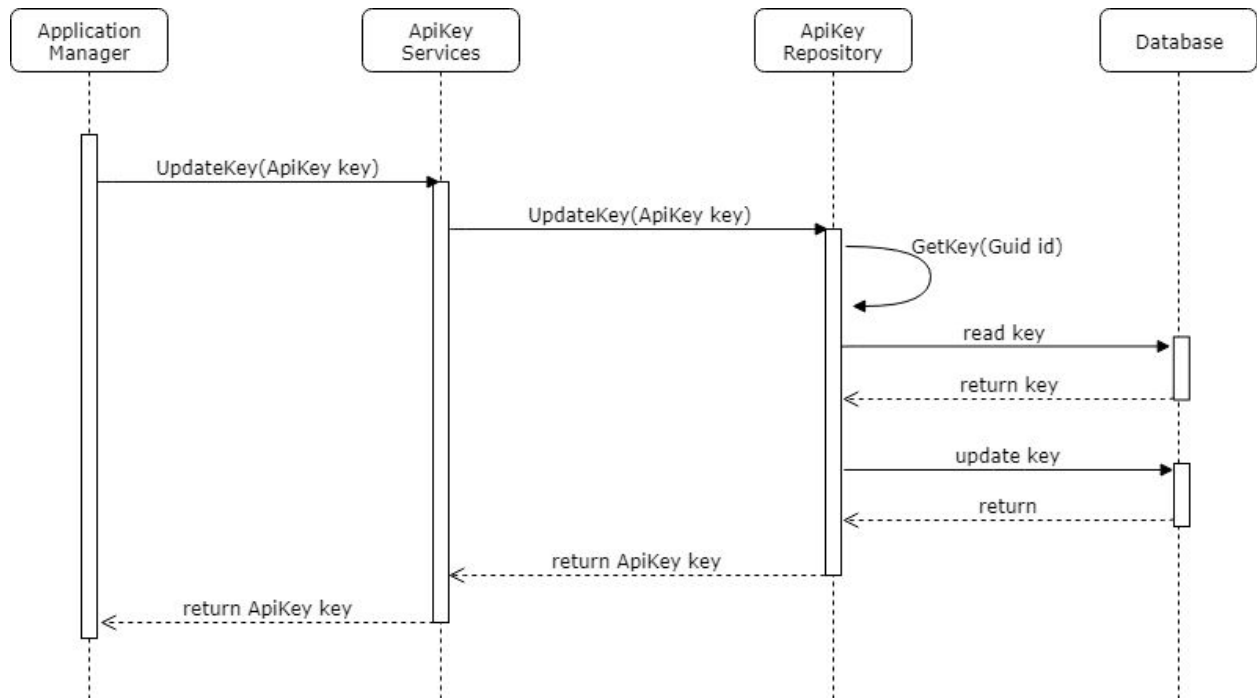 Application
Manager
ApiKey
Services
ApiKey
Repository
Database
UpdateKey(ApiKey key)
UpdateKey(ApiKey key)
GetKey(Guid id)
read key
return key
update key
return
return ApiKey key
return ApiKey key